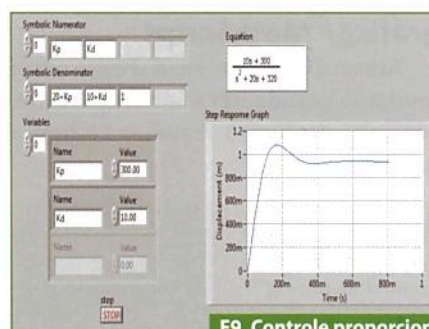 Symbolic Numerator
0 Kp Kd
Symbolic Denominator
0 20+Kp 10+Kd 1
Variables
0
Name Value
Kp 300.00
Name Value
Kd 10.00
Name Value
0.00
stop
STOP
Equation
10s + 300
s² + 20s + 320
Step Response Graph
Displacement (m)
1.2
1
800m
600m
400m
200m
0
0 200m 400m 600m 800m 1
Time (s)
F9. Controle proporcion